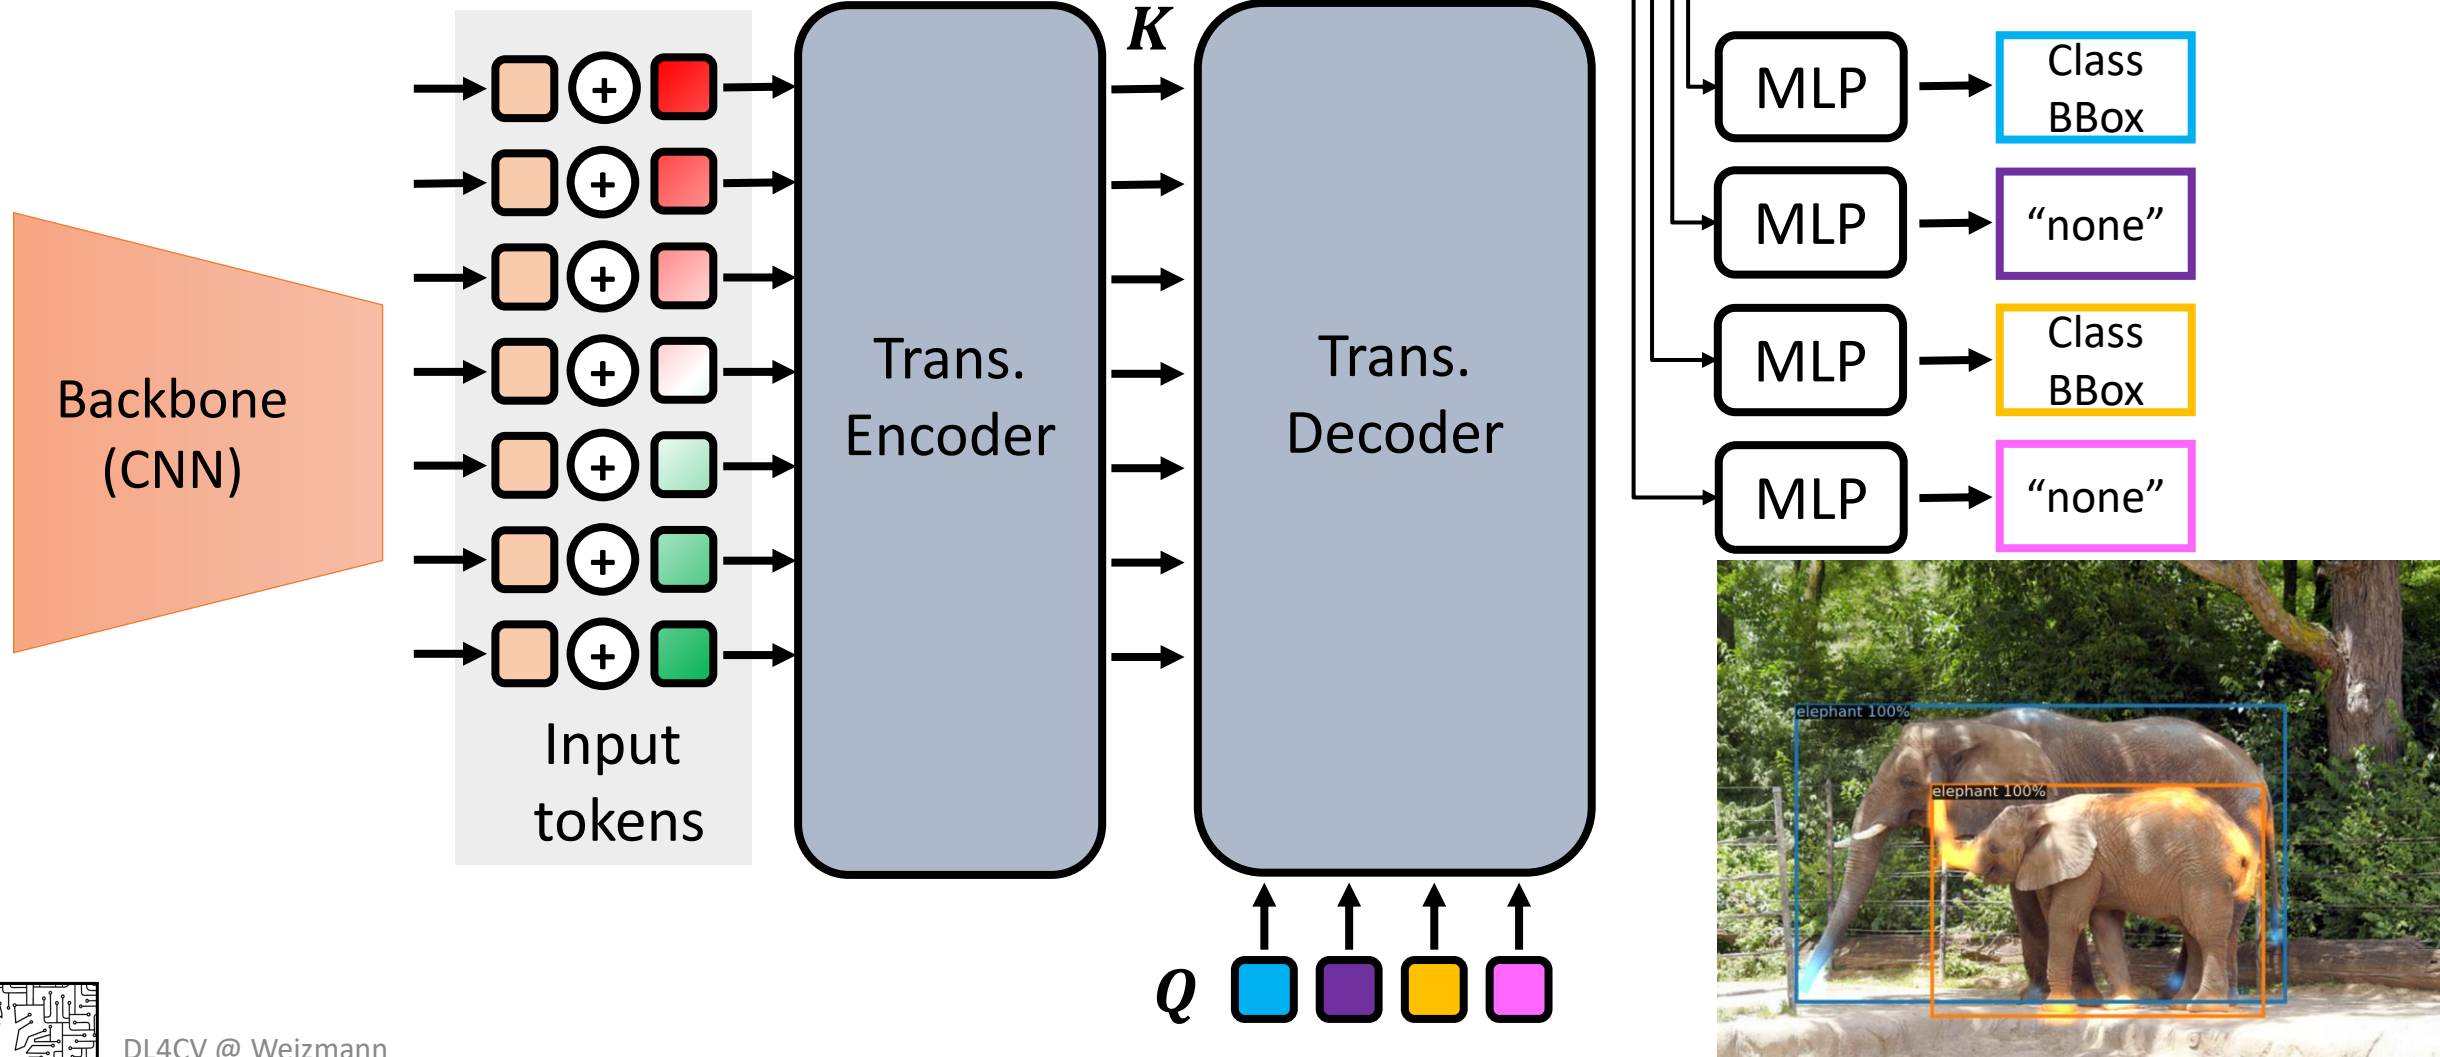 Backbone
(CNN)
+
+
+
+
+
+
+
Input
tokens
Trans.
Encoder
K
Trans.
Decoder
Q
MLP
Class
BBox
MLP
“none”
MLP
Class
BBox
MLP
“none”
elephant 100%
elephant 100%
DL4CV @ Weizmann